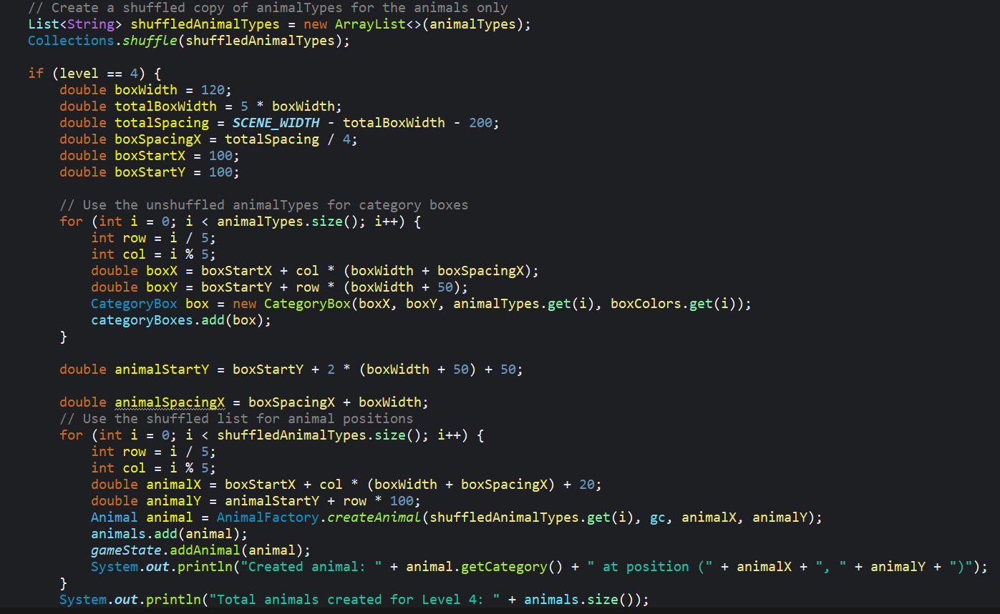 // Create a shuffled copy of animalTypes for the animals only
List<String> shuffledAnimalTypes = new ArrayList<>(animalTypes);
Collections.shuffle(shuffledAnimalTypes);

if (level == 4) {
    double boxWidth = 120;
    double totalBoxWidth = 5 * boxWidth;
    double totalSpacing = SCENE_WIDTH - totalBoxWidth - 200;
    double boxSpacingX = totalSpacing / 4;
    double boxStartX = 100;
    double boxStartY = 100;

    // Use the unshuffled animalTypes for category boxes
    for (int i = 0; i < animalTypes.size(); i++) {
        int row = i / 5;
        int col = i % 5;
        double boxX = boxStartX + col * (boxWidth + boxSpacingX);
        double boxY = boxStartY + row * (boxWidth + 50);
        CategoryBox box = new CategoryBox(boxX, boxY, animalTypes.get(i), boxColors.get(i));
        categoryBoxes.add(box);
    }

    double animalStartY = boxStartY + 2 * (boxWidth + 50) + 50;

    double animalSpacingX = boxSpacingX + boxWidth;
    // Use the shuffled list for animal positions
    for (int i = 0; i < shuffledAnimalTypes.size(); i++) {
        int row = i / 5;
        int col = i % 5;
        double animalX = boxStartX + col * (boxWidth + boxSpacingX) + 20;
        double animalY = animalStartY + row * 100;
        Animal animal = AnimalFactory.createAnimal(shuffledAnimalTypes.get(i), gc, animalX, animalY);
        animals.add(animal);
        gameState.addAnimal(animal);
        System.out.println("Created animal: " + animal.getCategory() + " at position (" + animalX + ", " + animalY + ")");
    }
    System.out.println("Total animals created for Level 4: " + animals.size());